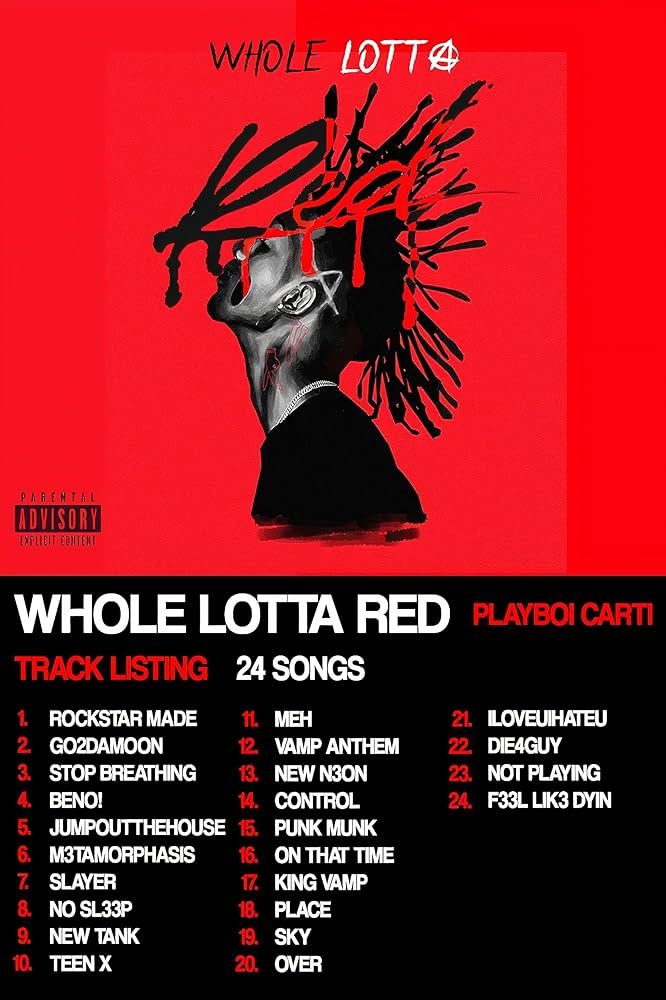 WHOLE LOTTA
Red
PARENTAL
ADVISORY
EXPLICIT CONTENT
WHOLE LOTTA RED PLAYBOI CARTI
TRACK LISTING 24 SONGS
1. ROCKSTAR MADE
2. GO2DAMOON
3. STOP BREATHING
4. BENO!
5. JUMPOUTTHEHOUSE
6. M3TAMORPHASIS
7. SLAYER
8. NO SL33P
9. NEW TANK
10. TEEN X
11. MEH
12. VAMP ANTHEM
13. NEW N3ON
14. CONTROL
15. PUNK MUNK
16. ON THAT TIME
17. KING VAMP
18. PLACE
19. SKY
20. OVER
21. ILOVEUIHATEU
22. DIE4GUY
23. NOT PLAYING
24. F33L LIK3 DYIN